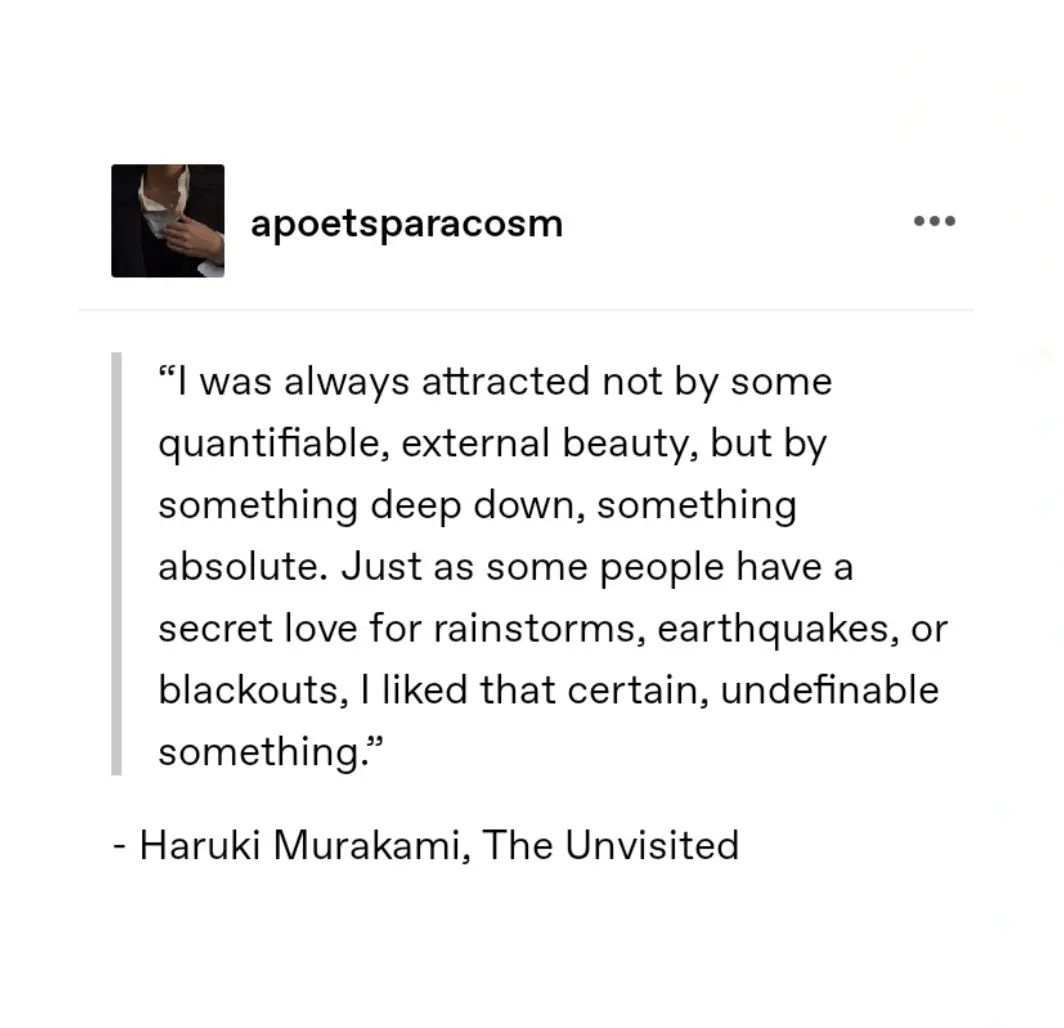 apoetsparacosm
“I was always attracted not by some
quantifiable, external beauty, but by
something deep down, something
absolute. Just as some people have a
secret love for rainstorms, earthquakes, or
blackouts, I liked that certain, undefinable
something.”
- Haruki Murakami, The Unvisited